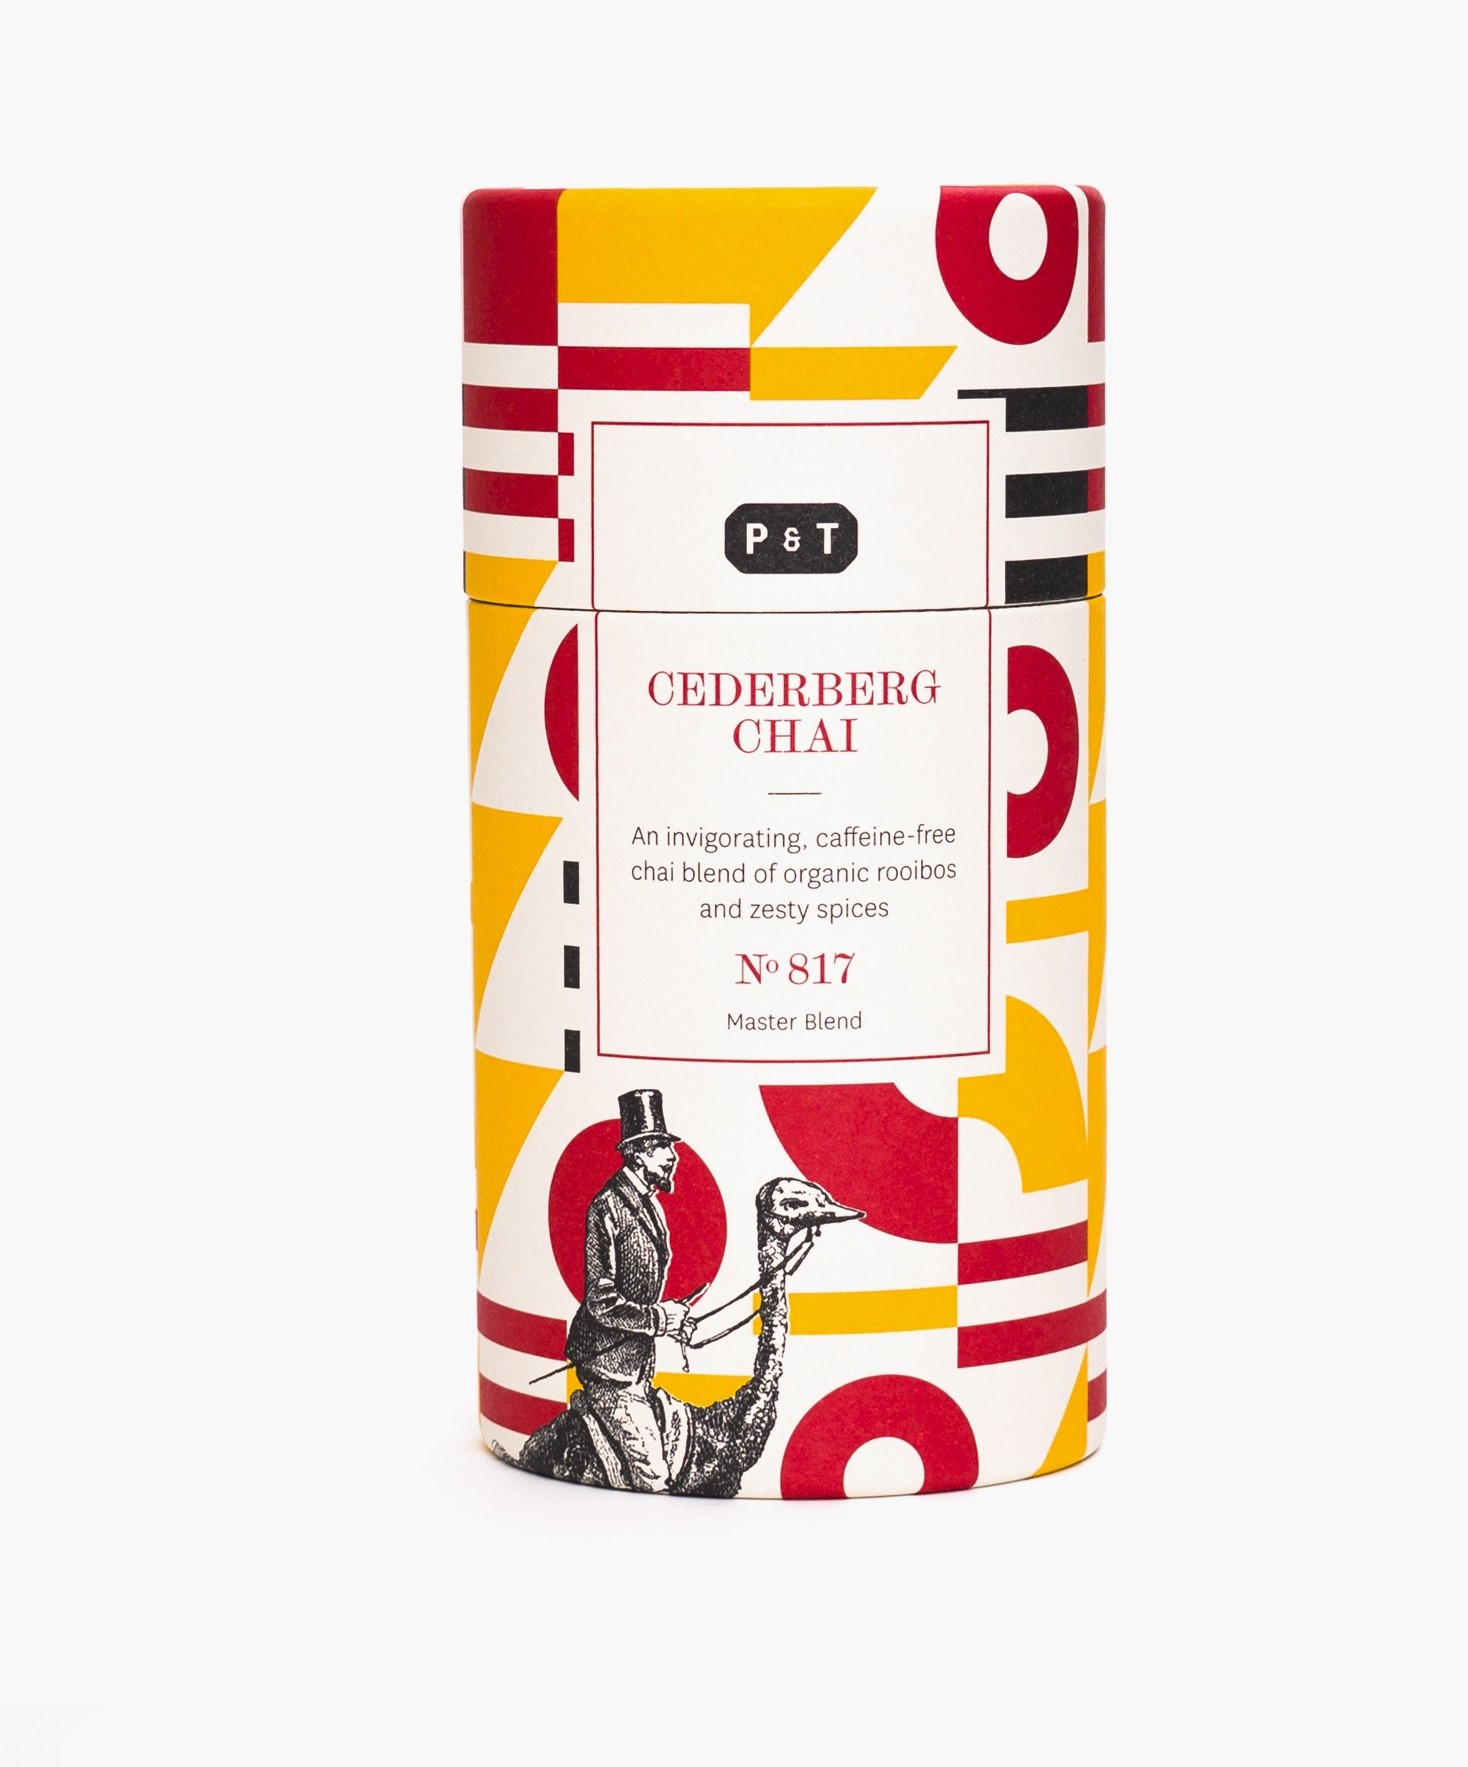 P & T
CEDERBERG
CHAI
An invigorating, caffeine-free
chai blend of organic rooibos
and zesty spices
Nº 817
Master Blend